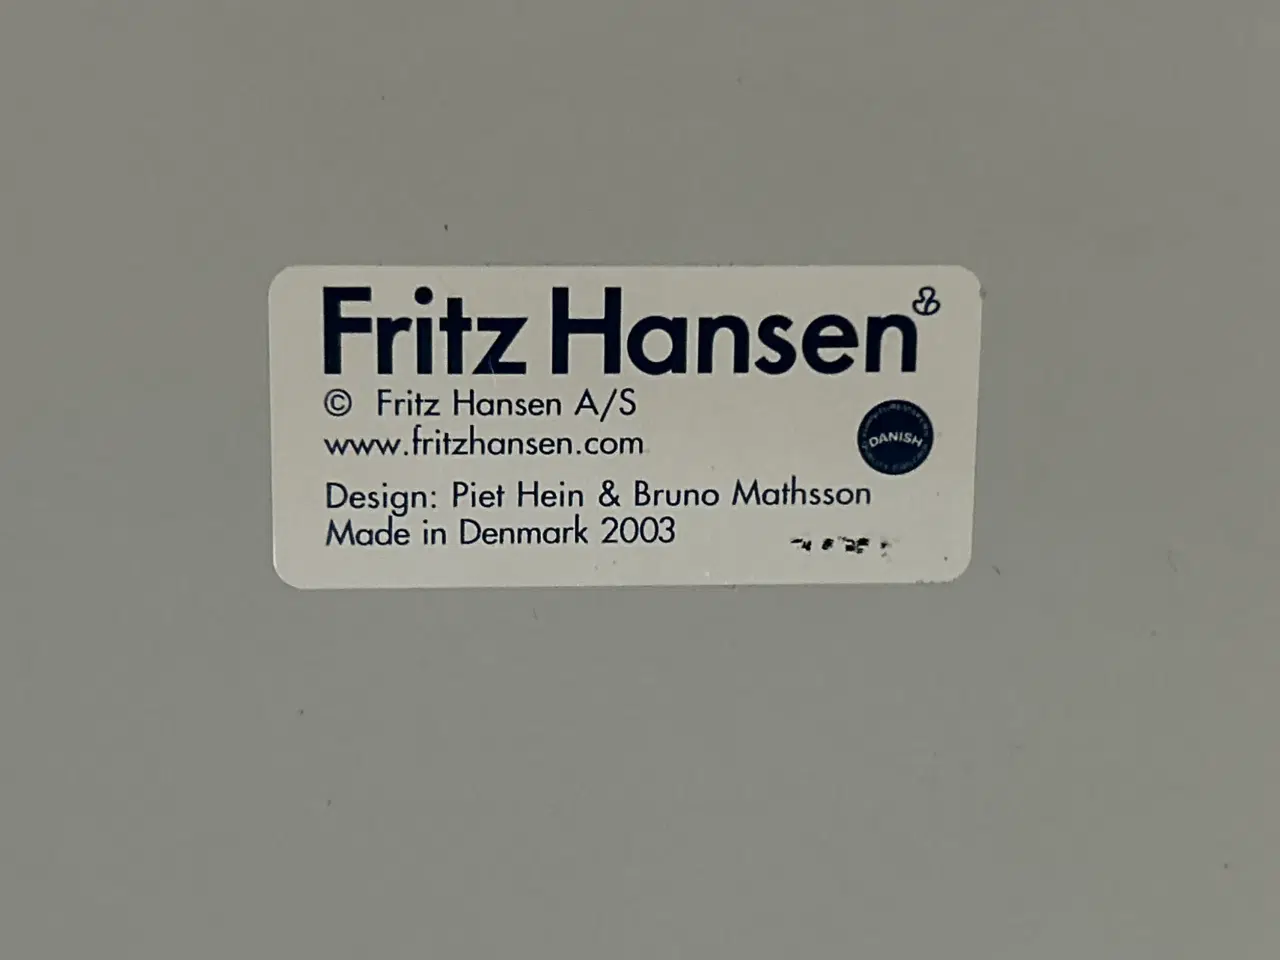 Fritz Hansen
© Fritz Hansen A/S
www.fritzhansen.com
DANISH
Design: Piet Hein & Bruno Mathsson
Made in Denmark 2003